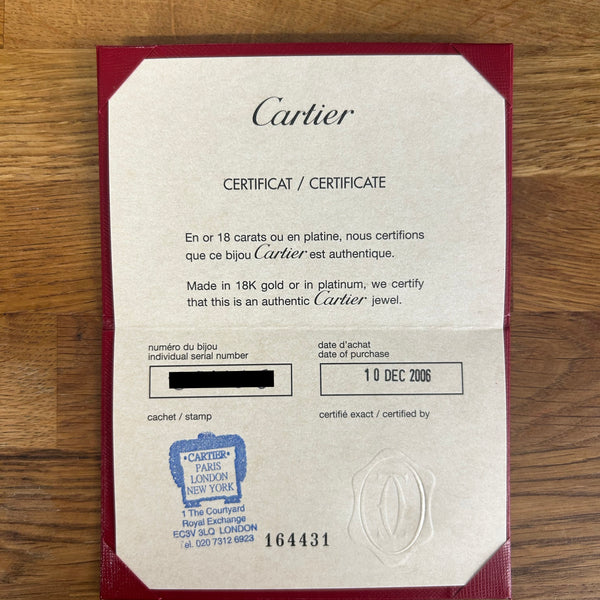 Cartier
CERTIFICAT / CERTIFICATE
En or 18 carats ou en platine, nous certifions
que ce bijou Cartier est authentique.
Made in 18K gold or in platinum, we certify
that this is an authentic Cartier jewel.
numéro du bijou
individual serial number
date d'achat
date of purchase
10 DEC 2006
cachet / stamp
certifié exact / certified by
•CARTIER•
PARIS
LONDON
NEW YORK
1 The Courtyard
Royal Exchange
EC3V 3LQ LONDON
Tel. 020 7312 6923
164431